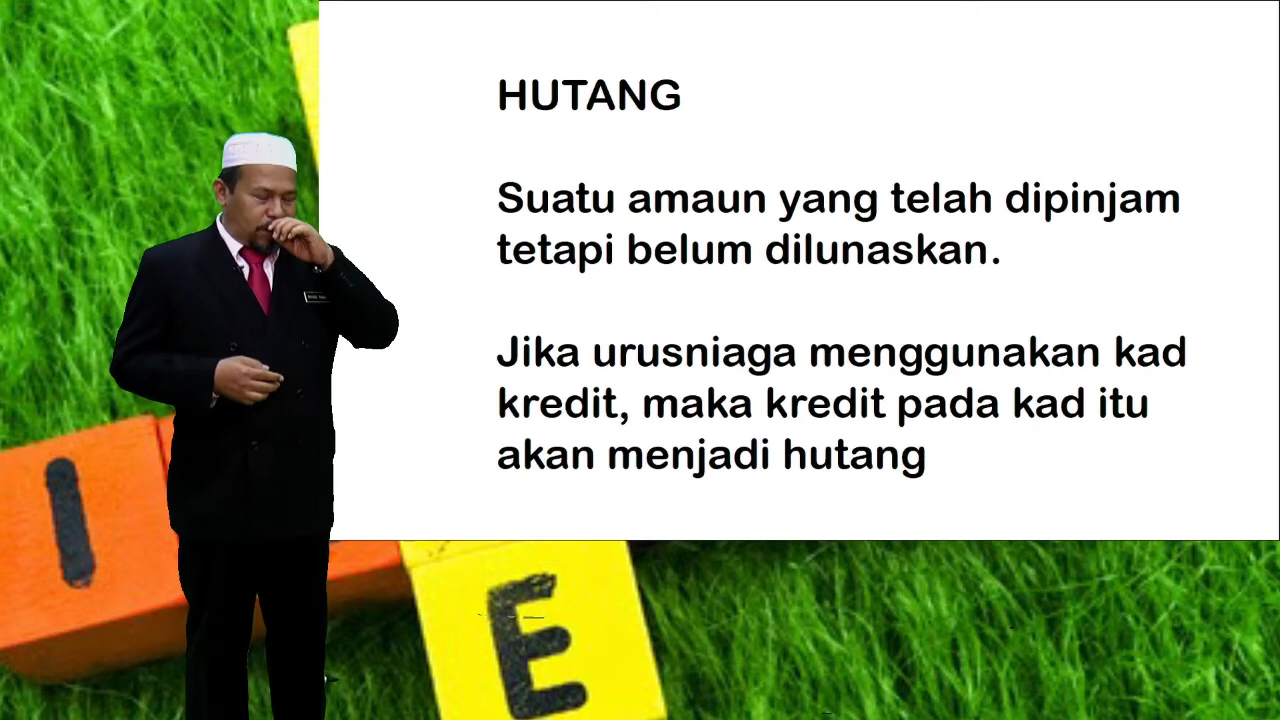 HUTANG
Suatu amaun yang telah dipinjam
tetapi belum dilunaskan.
Jika urusniaga menggunakan kad
kredit, maka kredit pada kad itu
akan menjadi hutang
I
E